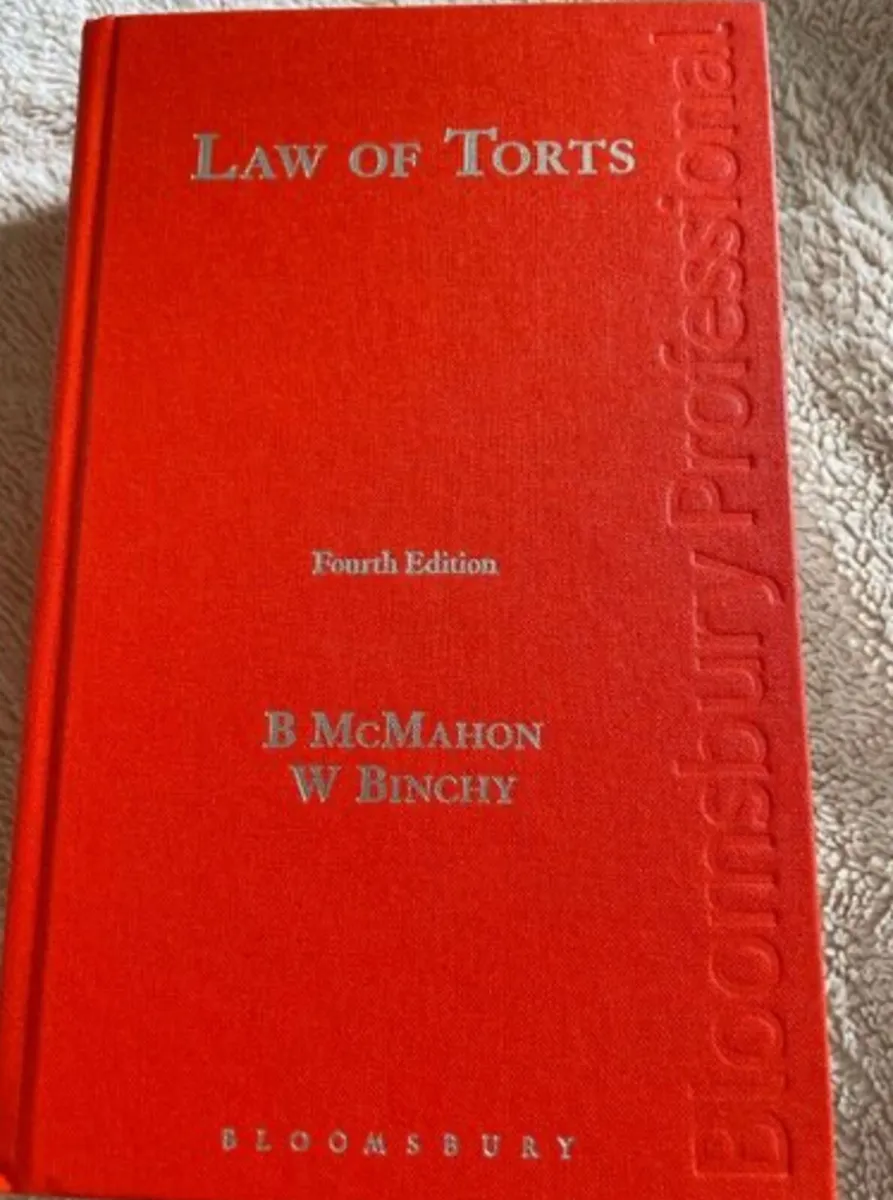 LAW OF TORTS
Fourth Edition
B MCMAHON
W BINCHY
BLOOMSBURY
Bloomsbury Professional